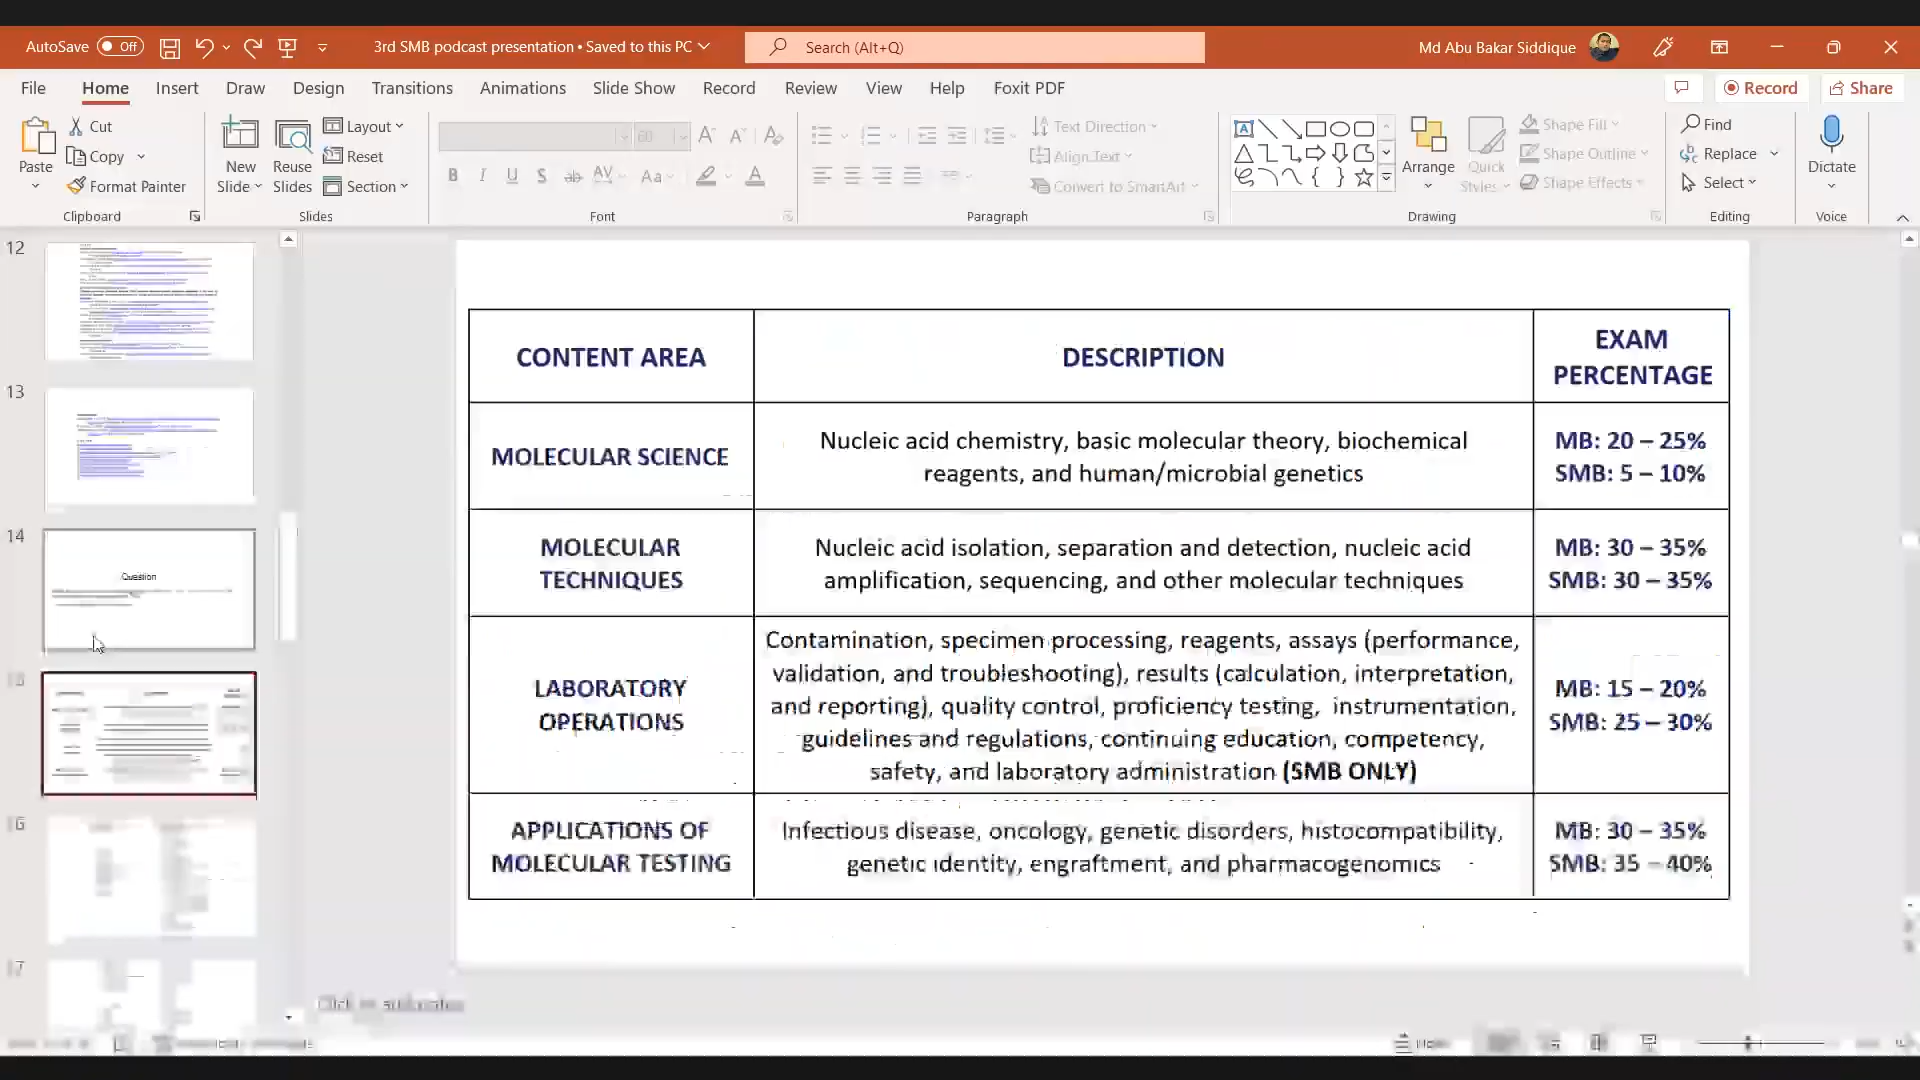 AutoSave Off 3rd SMB podcast presentation • Saved to this PC Search (Alt+Q) Md Abu Bakar Siddique
File Home Insert Draw Design Transitions Animations Slide Show Record Review View Help Foxit PDF Record Share
Paste
Cut
Copy
Format Painter
Clipboard
New
Slide
Reuse
Slides
Layout
Reset
Section
Slides
60
B I U S ab AV Aa A
Font
Text Direction
Align Text
Convert to SmartArt
Paragraph
Arrange
Quick
Styles
Shape Fill
Shape Outline
Shape Effects
Drawing
Find
Replace
Select
Editing
Dictate
Voice
12
13
14
Question
16
17
CONTENT AREA
DESCRIPTION
EXAM
PERCENTAGE
MOLECULAR SCIENCE
Nucleic acid chemistry, basic molecular theory, biochemical
reagents, and human/microbial genetics
MB: 20 – 25%
SMB: 5 – 10%
MOLECULAR
TECHNIQUES
Nucleic acid isolation, separation and detection, nucleic acid
amplification, sequencing, and other molecular techniques
MB: 30 – 35%
SMB: 30 – 35%
LABORATORY
OPERATIONS
Contamination, specimen processing, reagents, assays (performance,
validation, and troubleshooting), results (calculation, interpretation,
and reporting), quality control, proficiency testing, instrumentation,
guidelines and regulations, continuing education, competency,
safety, and laboratory administration (SMB ONLY)
MB: 15 – 20%
SMB: 25 – 30%
APPLICATIONS OF
MOLECULAR TESTING
Infectious disease, oncology, genetic disorders, histocompatibility,
genetic identity, engraftment, and pharmacogenomics
MB: 30 – 35%
SMB: 35 – 40%